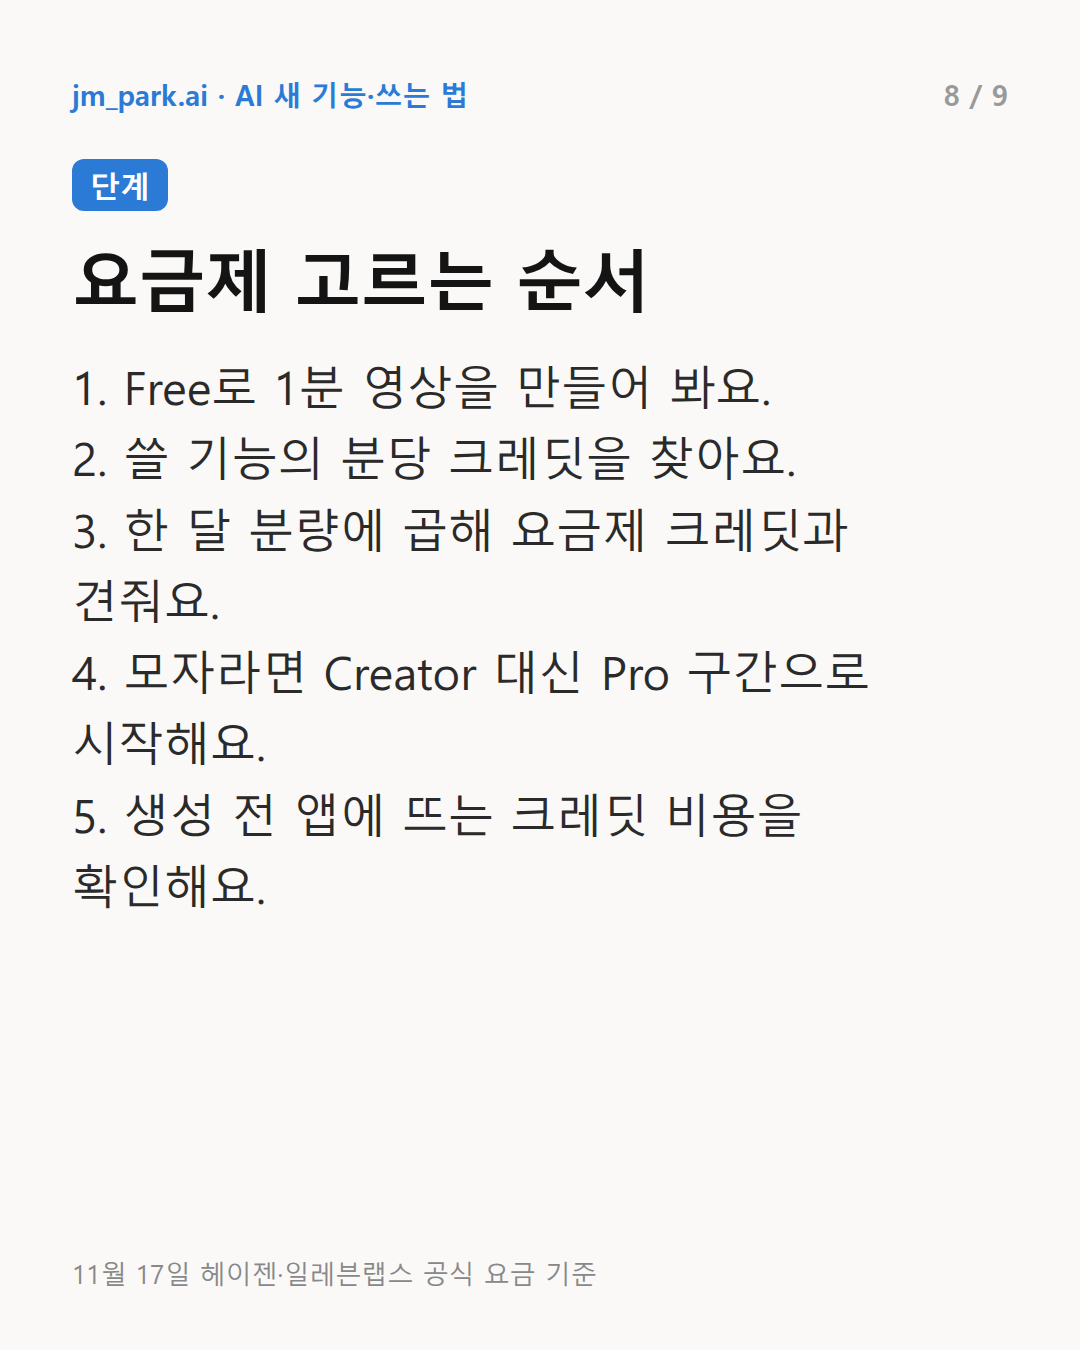 jm_park.ai · AI 새 기능·쓰는 법
8 / 9
단계
요금제 고르는 순서
1. Free로 1분 영상을 만들어 봐요.
2. 쓸 기능의 분당 크레딧을 찾아요.
3. 한 달 분량에 곱해 요금제 크레딧과
견줘요.
4. 모자라면 Creator 대신 Pro 구간으로
시작해요.
5. 생성 전 앱에 뜨는 크레딧 비용을
확인해요.
11월 17일 헤이젠·일레븐랩스 공식 요금 기준